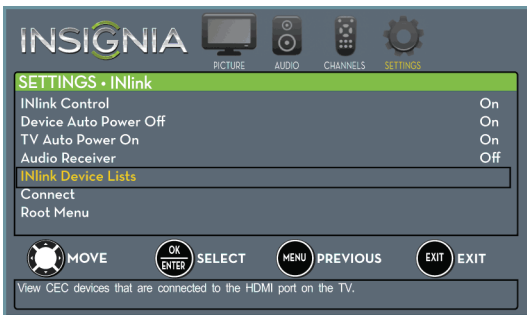 INSIGNIA
PICTURE AUDIO CHANNELS SETTINGS
SETTINGS • INlink
INlink Control On
Device Auto Power Off On
TV Auto Power On On
Audio Receiver Off
INlink Device Lists
Connect
Root Menu
MOVE OK ENTER SELECT MENU PREVIOUS EXIT EXIT
View CEC devices that are connected to the HDMI port on the TV.